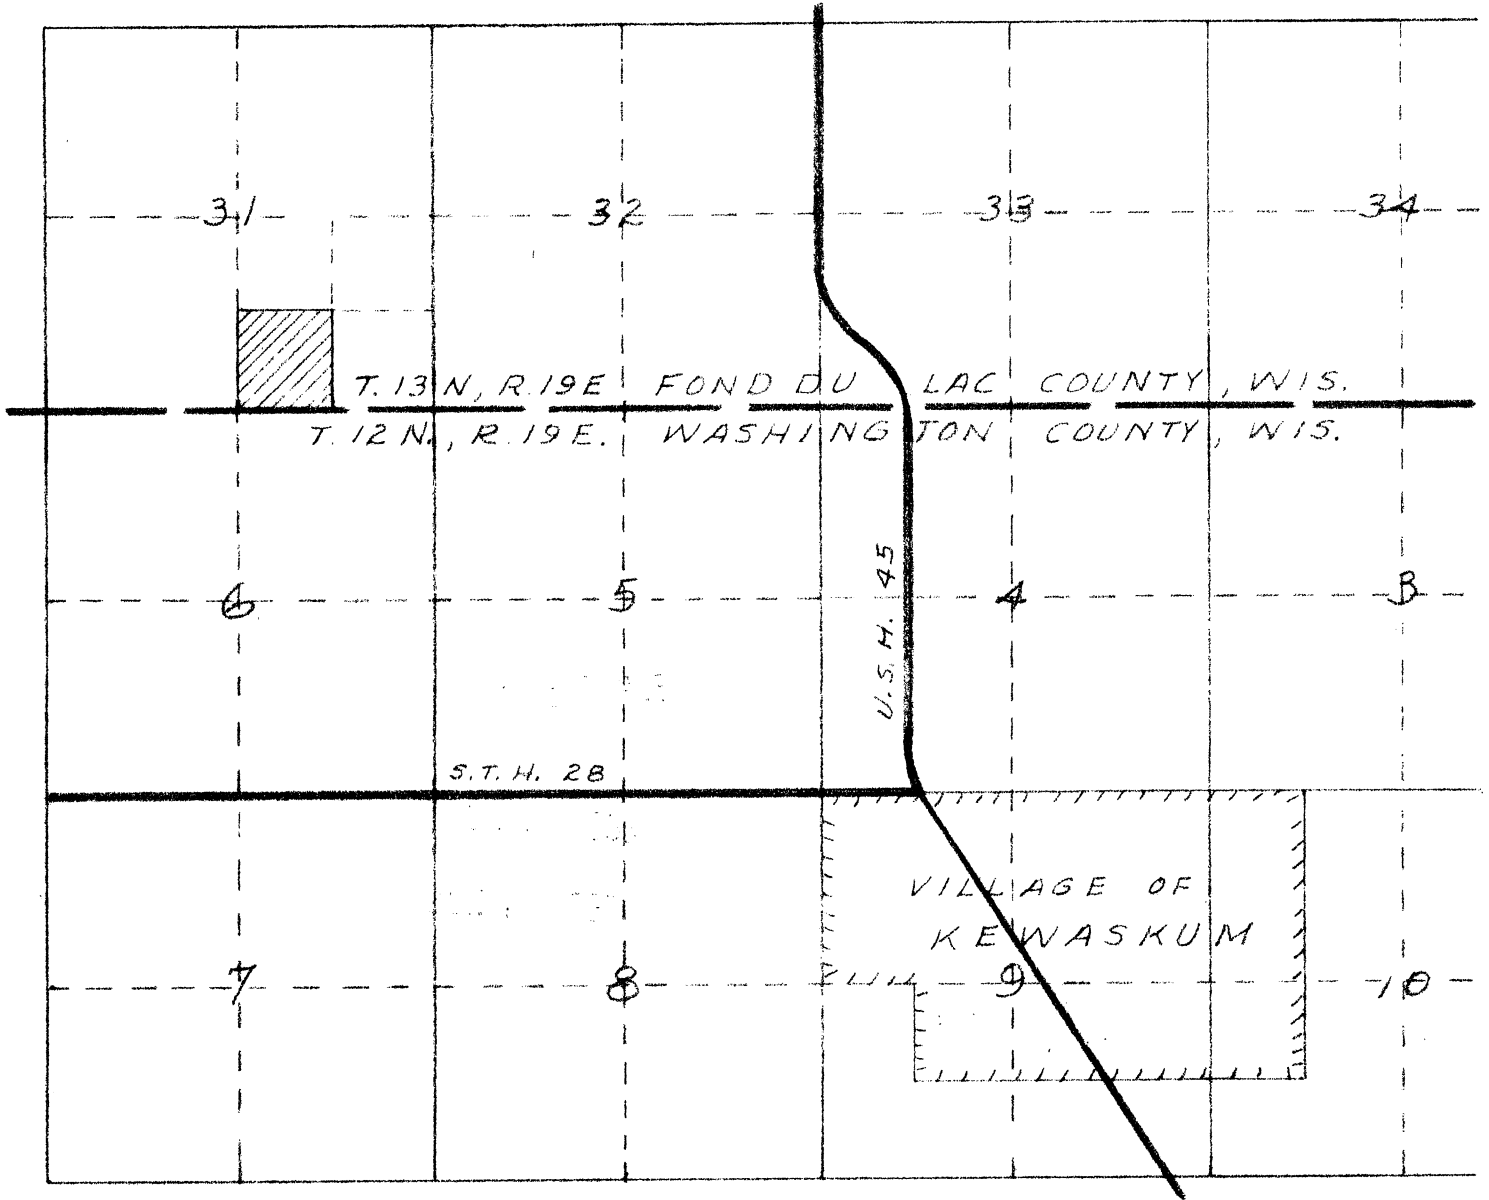 31 32 33 34
T. 13 N, R. 19E FOND DU LAC COUNTY, WIS.
T. 12 N., R. 19 E. WASHINGTON COUNTY, WIS.
U.S.H. 45
6 5 4 3
S.T.H. 28
VILLAGE OF
KEWASKUM
7 8 9 10